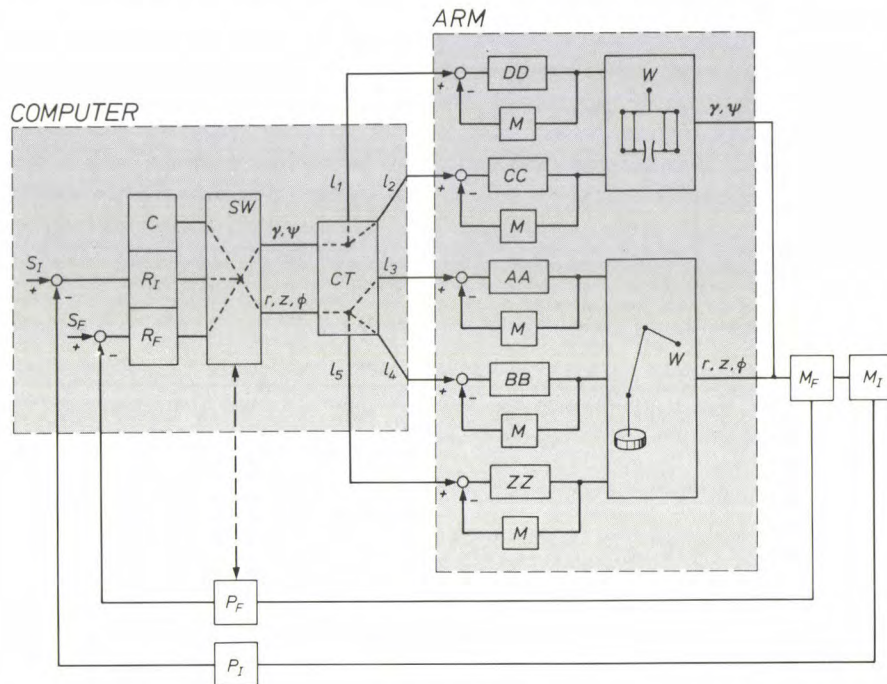 ARM
COMPUTER
DD
M
W
γ, ψ
CC
M
l₁
l₂
C
SW
γ, ψ
S_I
R_I
CT
l₃
AA
M
r, z, ϕ
S_F
R_F
l₅
l₄
BB
M
W
r, z, ϕ
M_F
M_I
ZZ
M
P_F
P_I
+
-
+
-
+
-
+
-
+
-
+
-
+
-